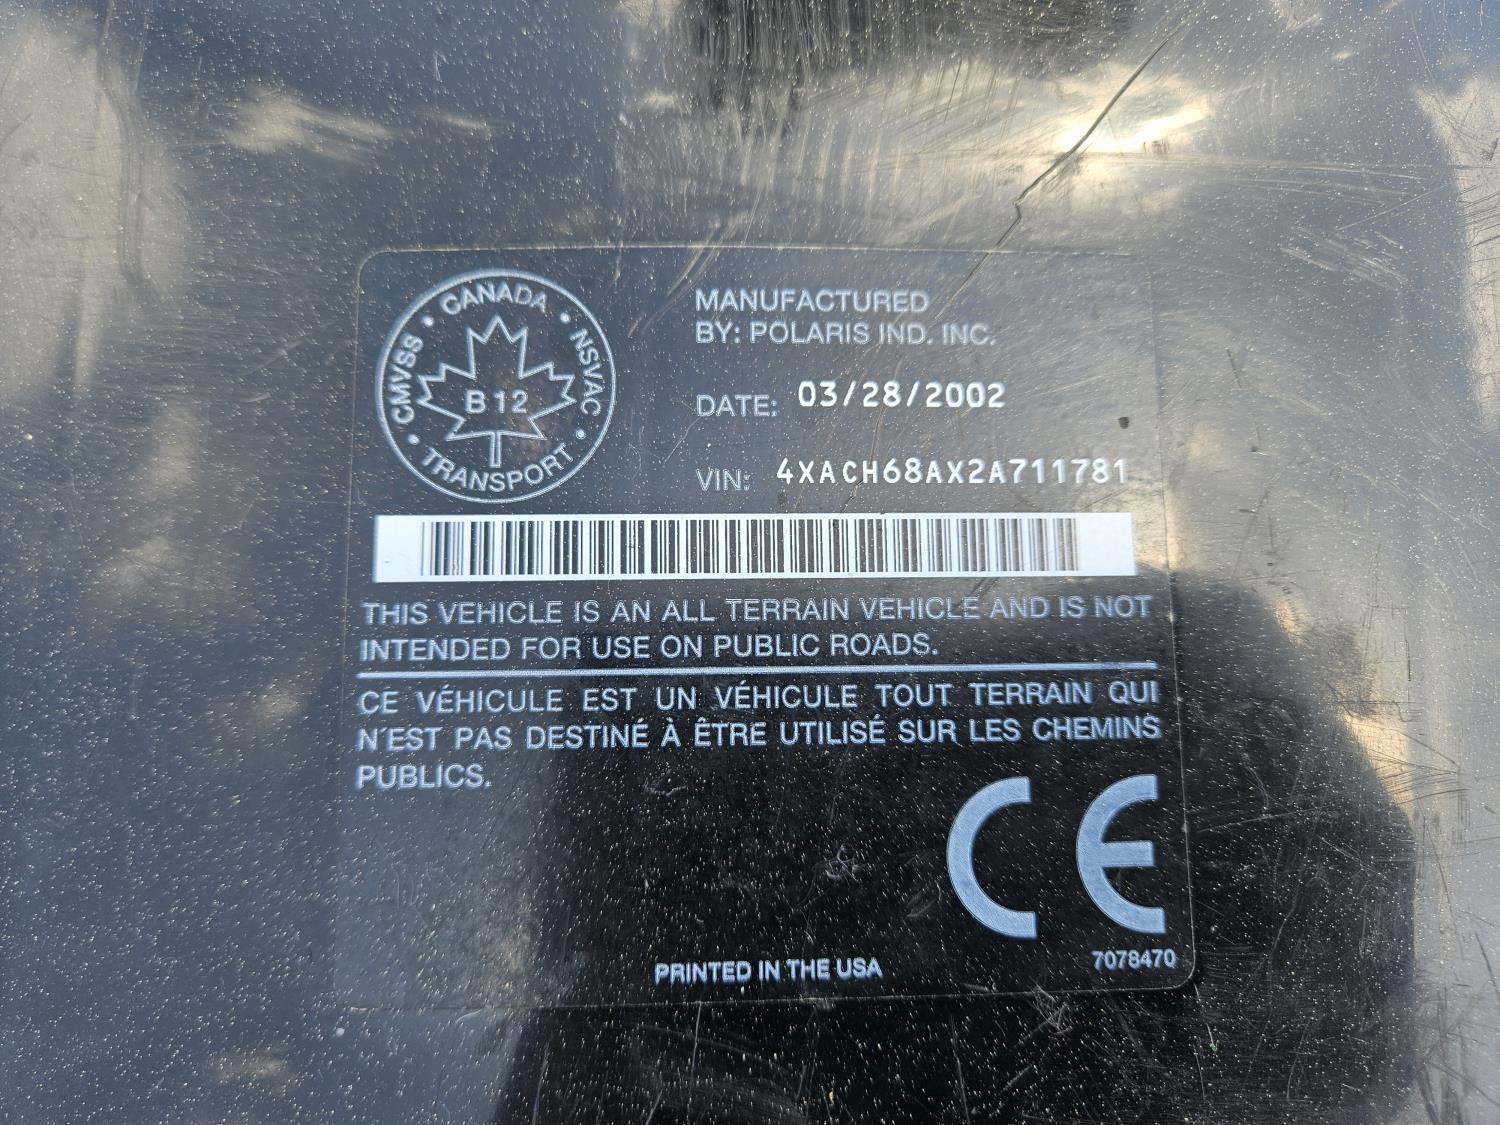 CANADA
CMVSS • • NSVAC
B12
• TRANSPORT •
MANUFACTURED
BY: POLARIS IND. INC.
DATE: 03/28/2002
VIN: 4XACH68AX2A711781
THIS VEHICLE IS AN ALL TERRAIN VEHICLE AND IS NOT
INTENDED FOR USE ON PUBLIC ROADS.
CE VÉHICULE EST UN VÉHICULE TOUT TERRAIN QUI
N'EST PAS DESTINÉ À ÊTRE UTILISÉ SUR LES CHEMINS
PUBLICS.
CE
7078470
PRINTED IN THE USA